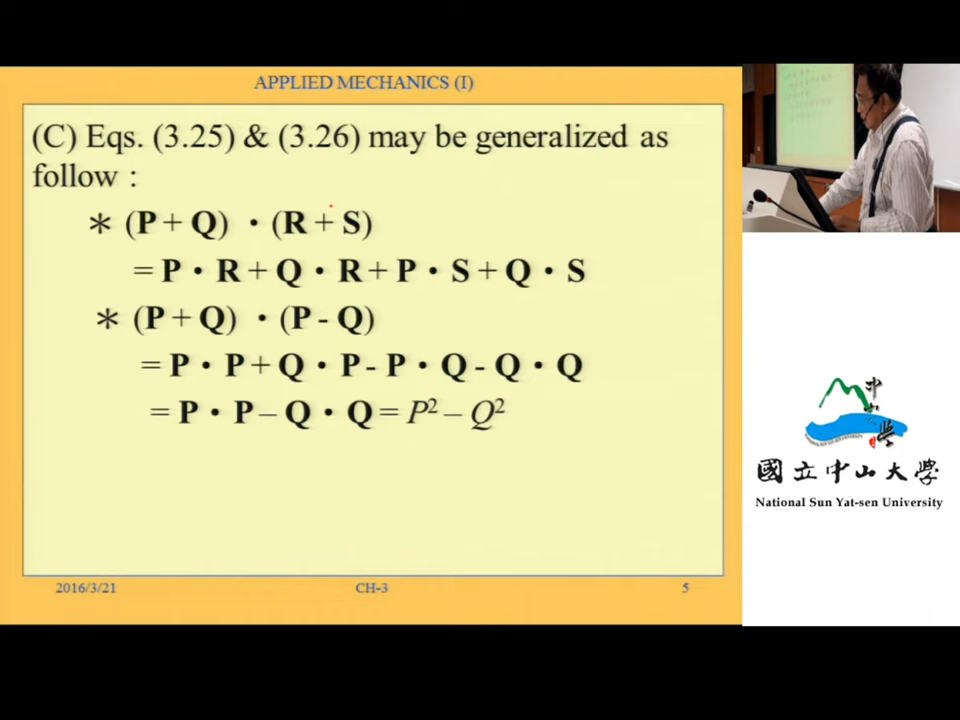 APPLIED MECHANICS (I)
(C) Eqs. (3.25) & (3.26) may be generalized as
follow :
＊ (P + Q) ・ (R + S)
= P・R + Q・R + P・S + Q・S
＊ (P + Q) ・ (P - Q)
= P・P + Q・P - P・Q - Q・Q
= P・P – Q・Q = P² – Q²
2016/3/21
CH-3
5
國立中山大學
National Sun Yat-sen University